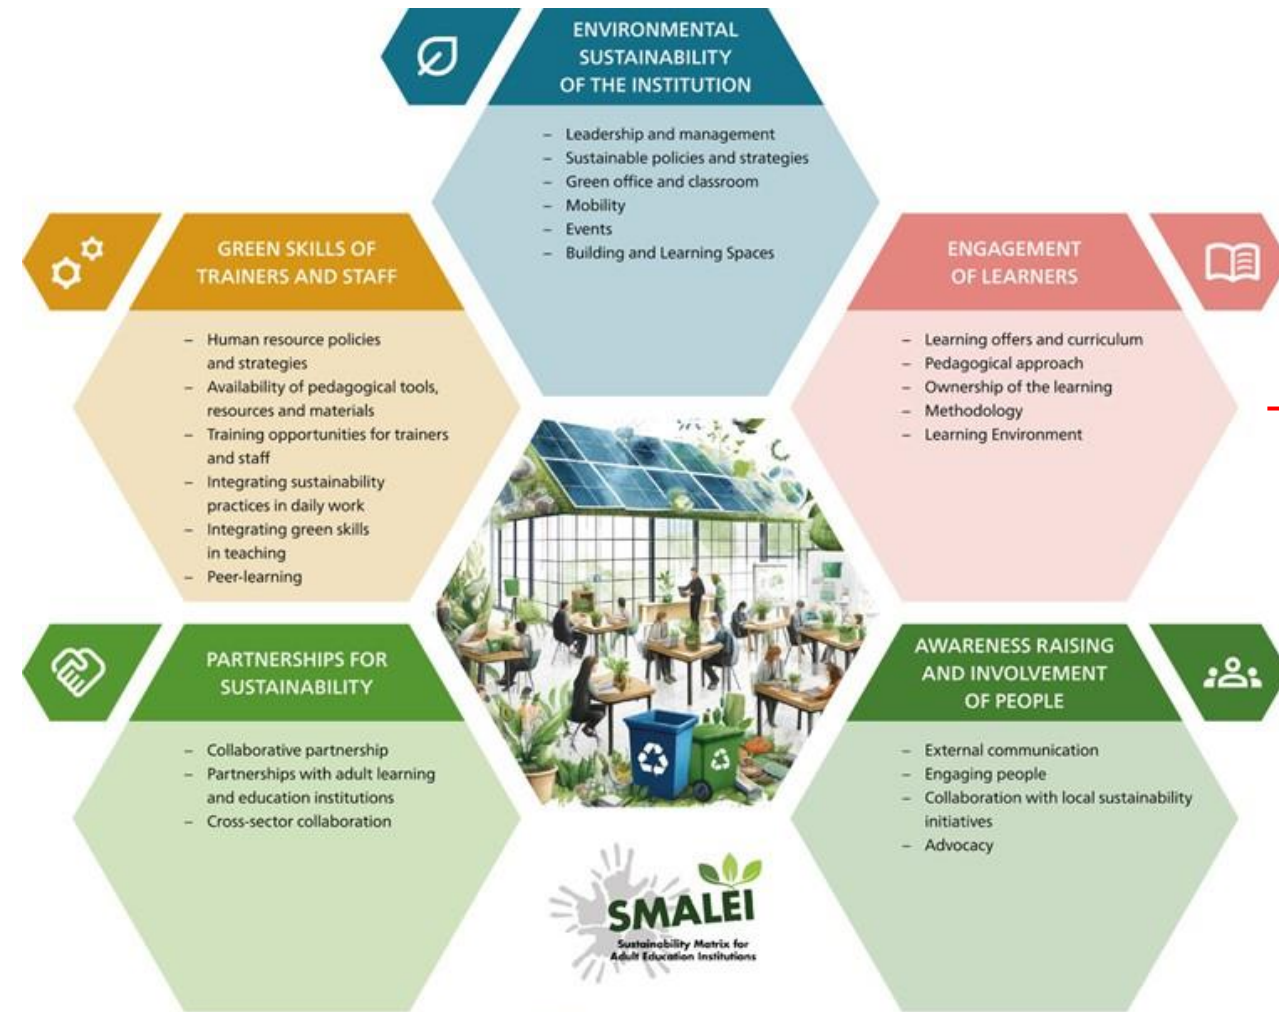 ENVIRONMENTAL
SUSTAINABILITY
OF THE INSTITUTION
– Leadership and management
– Sustainable policies and strategies
– Green office and classroom
– Mobility
– Events
– Building and Learning Spaces
GREEN SKILLS OF
TRAINERS AND STAFF
– Human resource policies
and strategies
– Availability of pedagogical tools,
resources and materials
– Training opportunities for trainers
and staff
– Integrating sustainability
practices in daily work
– Integrating green skills
in teaching
– Peer-learning
ENGAGEMENT
OF LEARNERS
– Learning offers and curriculum
– Pedagogical approach
– Ownership of the learning
– Methodology
– Learning Environment
PARTNERSHIPS FOR
SUSTAINABILITY
– Collaborative partnership
– Partnerships with adult learning
and education institutions
– Cross-sector collaboration
AWARENESS RAISING
AND INVOLVEMENT
OF PEOPLE
– External communication
– Engaging people
– Collaboration with local sustainability
initiatives
– Advocacy
SMALEI
Sustainability Matrix for
Adult Education Institutions